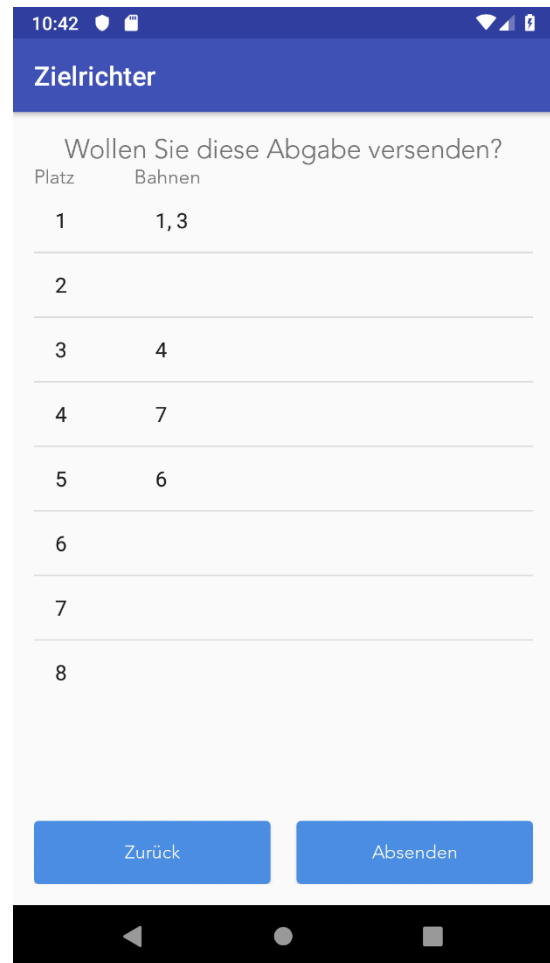 10:42
Zielrichter
Wollen Sie diese Abgabe versenden?
Platz Bahnen
1 1, 3
2
3 4
4 7
5 6
6
7
8
Zurück Absenden